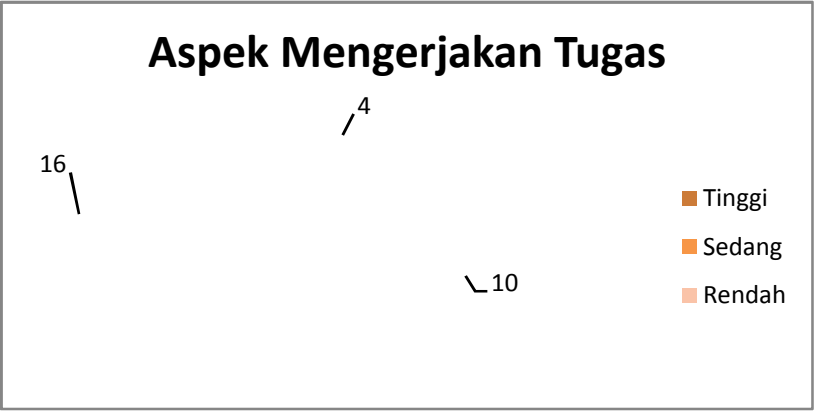 Aspek Mengerjakan Tugas
4
16
10
Tinggi
Sedang
Rendah